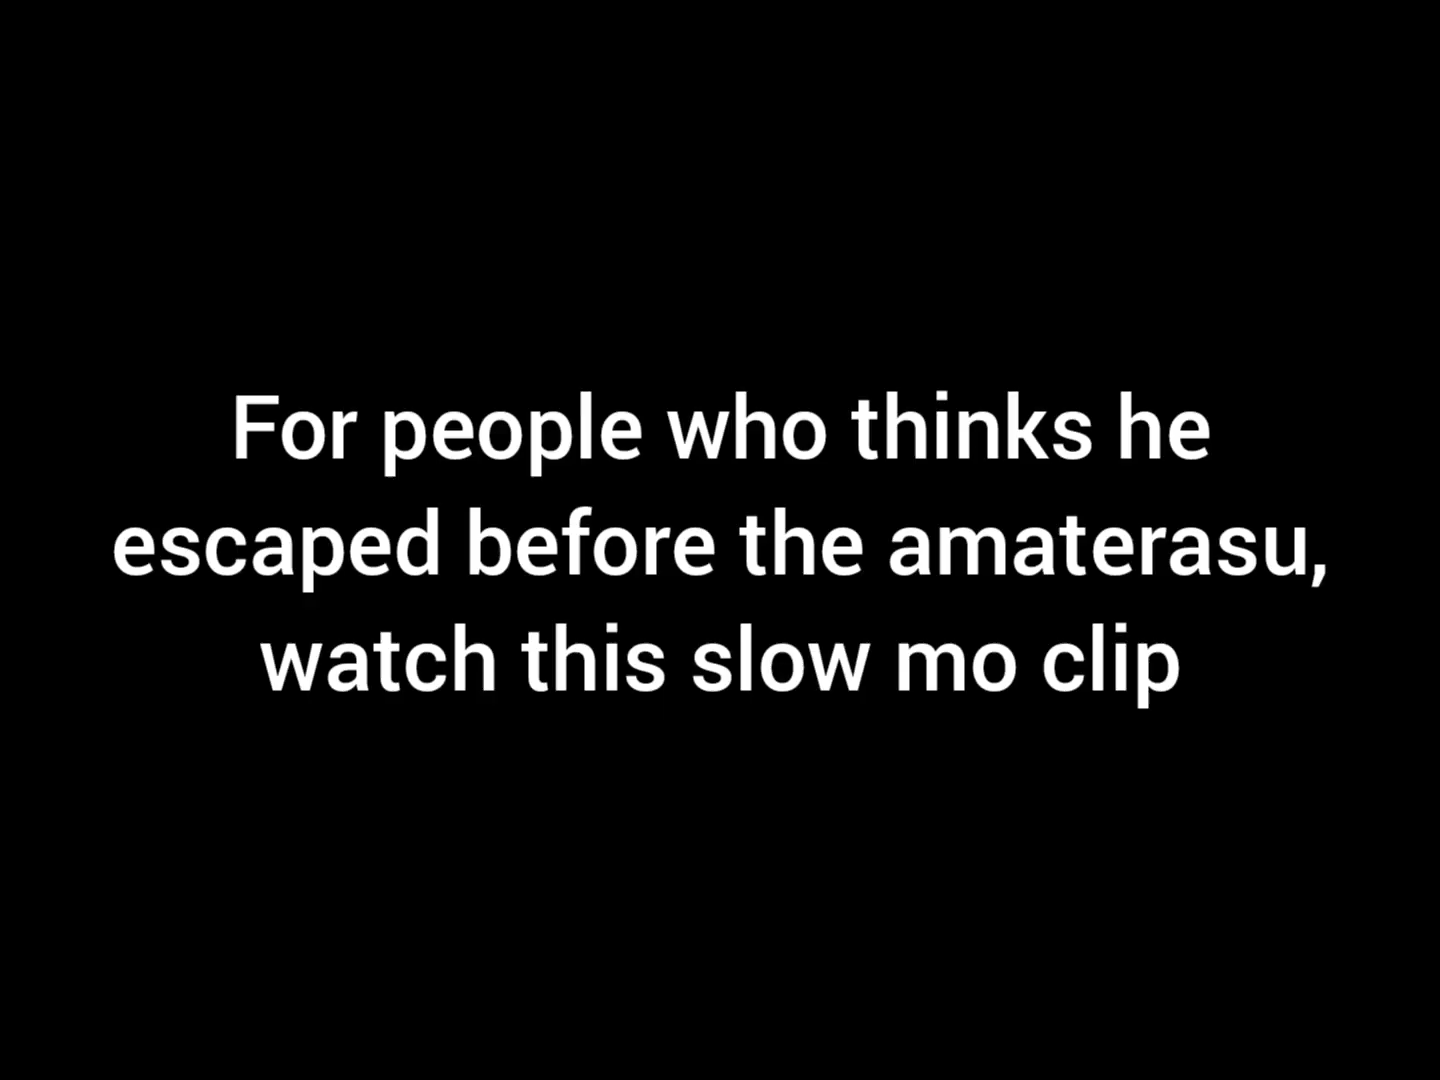 For people who thinks he
escaped before the amaterasu,
watch this slow mo clip